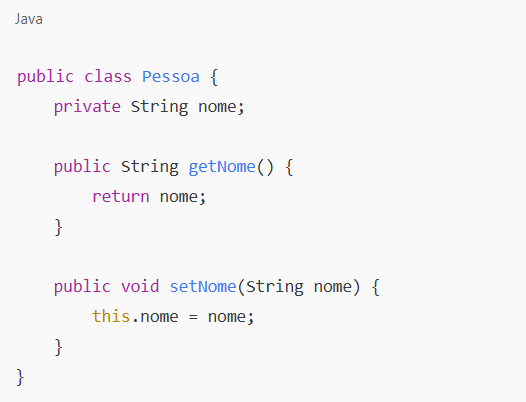 Java
public class Pessoa {
    private String nome;

    public String getNome() {
        return nome;
    }

    public void setNome(String nome) {
        this.nome = nome;
    }
}